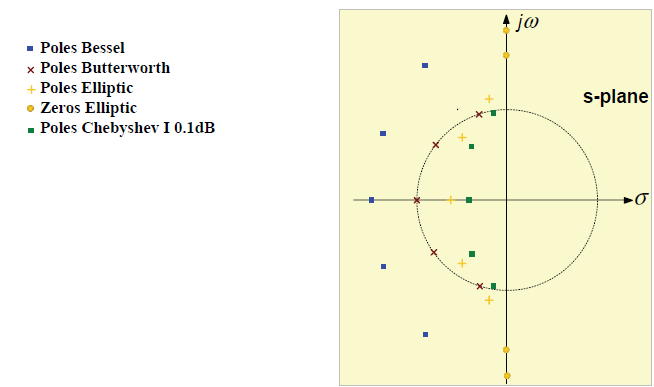 jω
Poles Bessel
Poles Butterworth
Poles Elliptic
Zeros Elliptic
Poles Chebyshev I 0.1dB
s-plane
σ